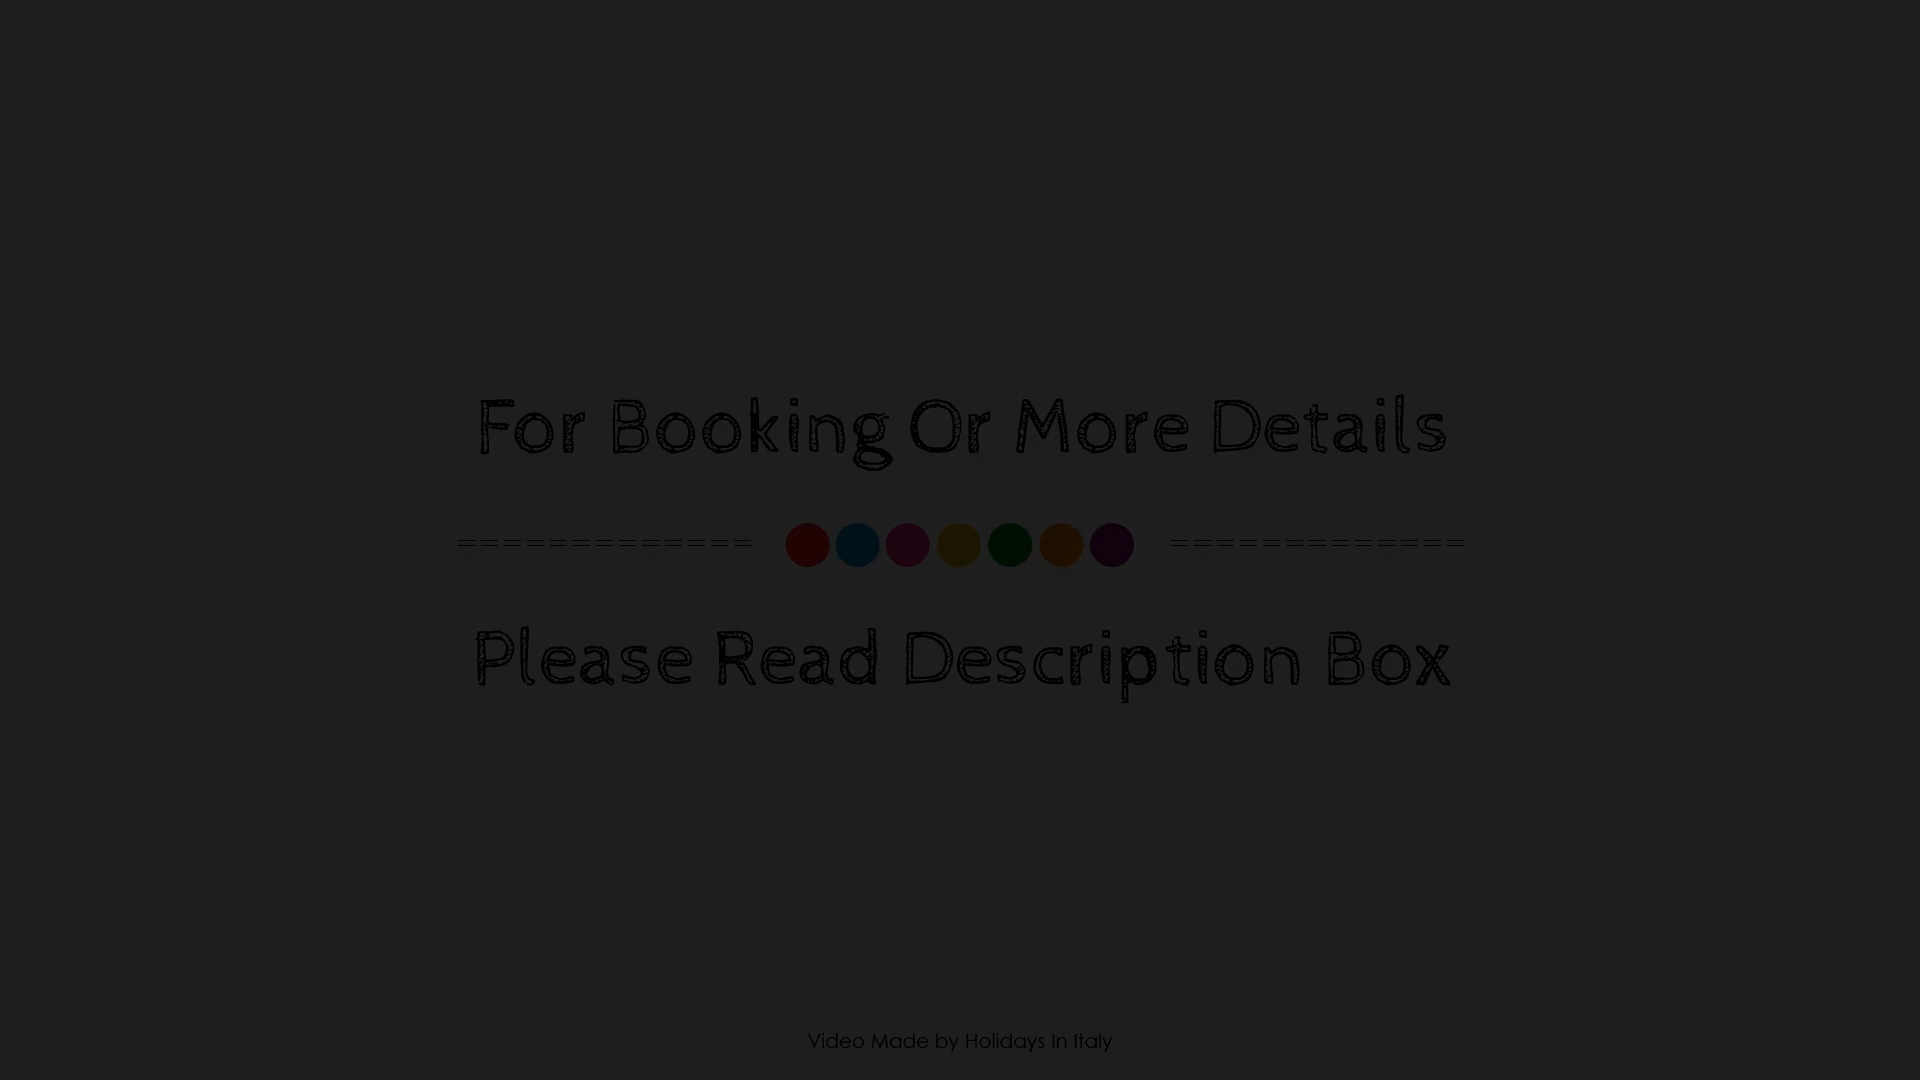 For Booking Or More Details
============= =============
Please Read Description Box
Video Made by Holidays In Italy